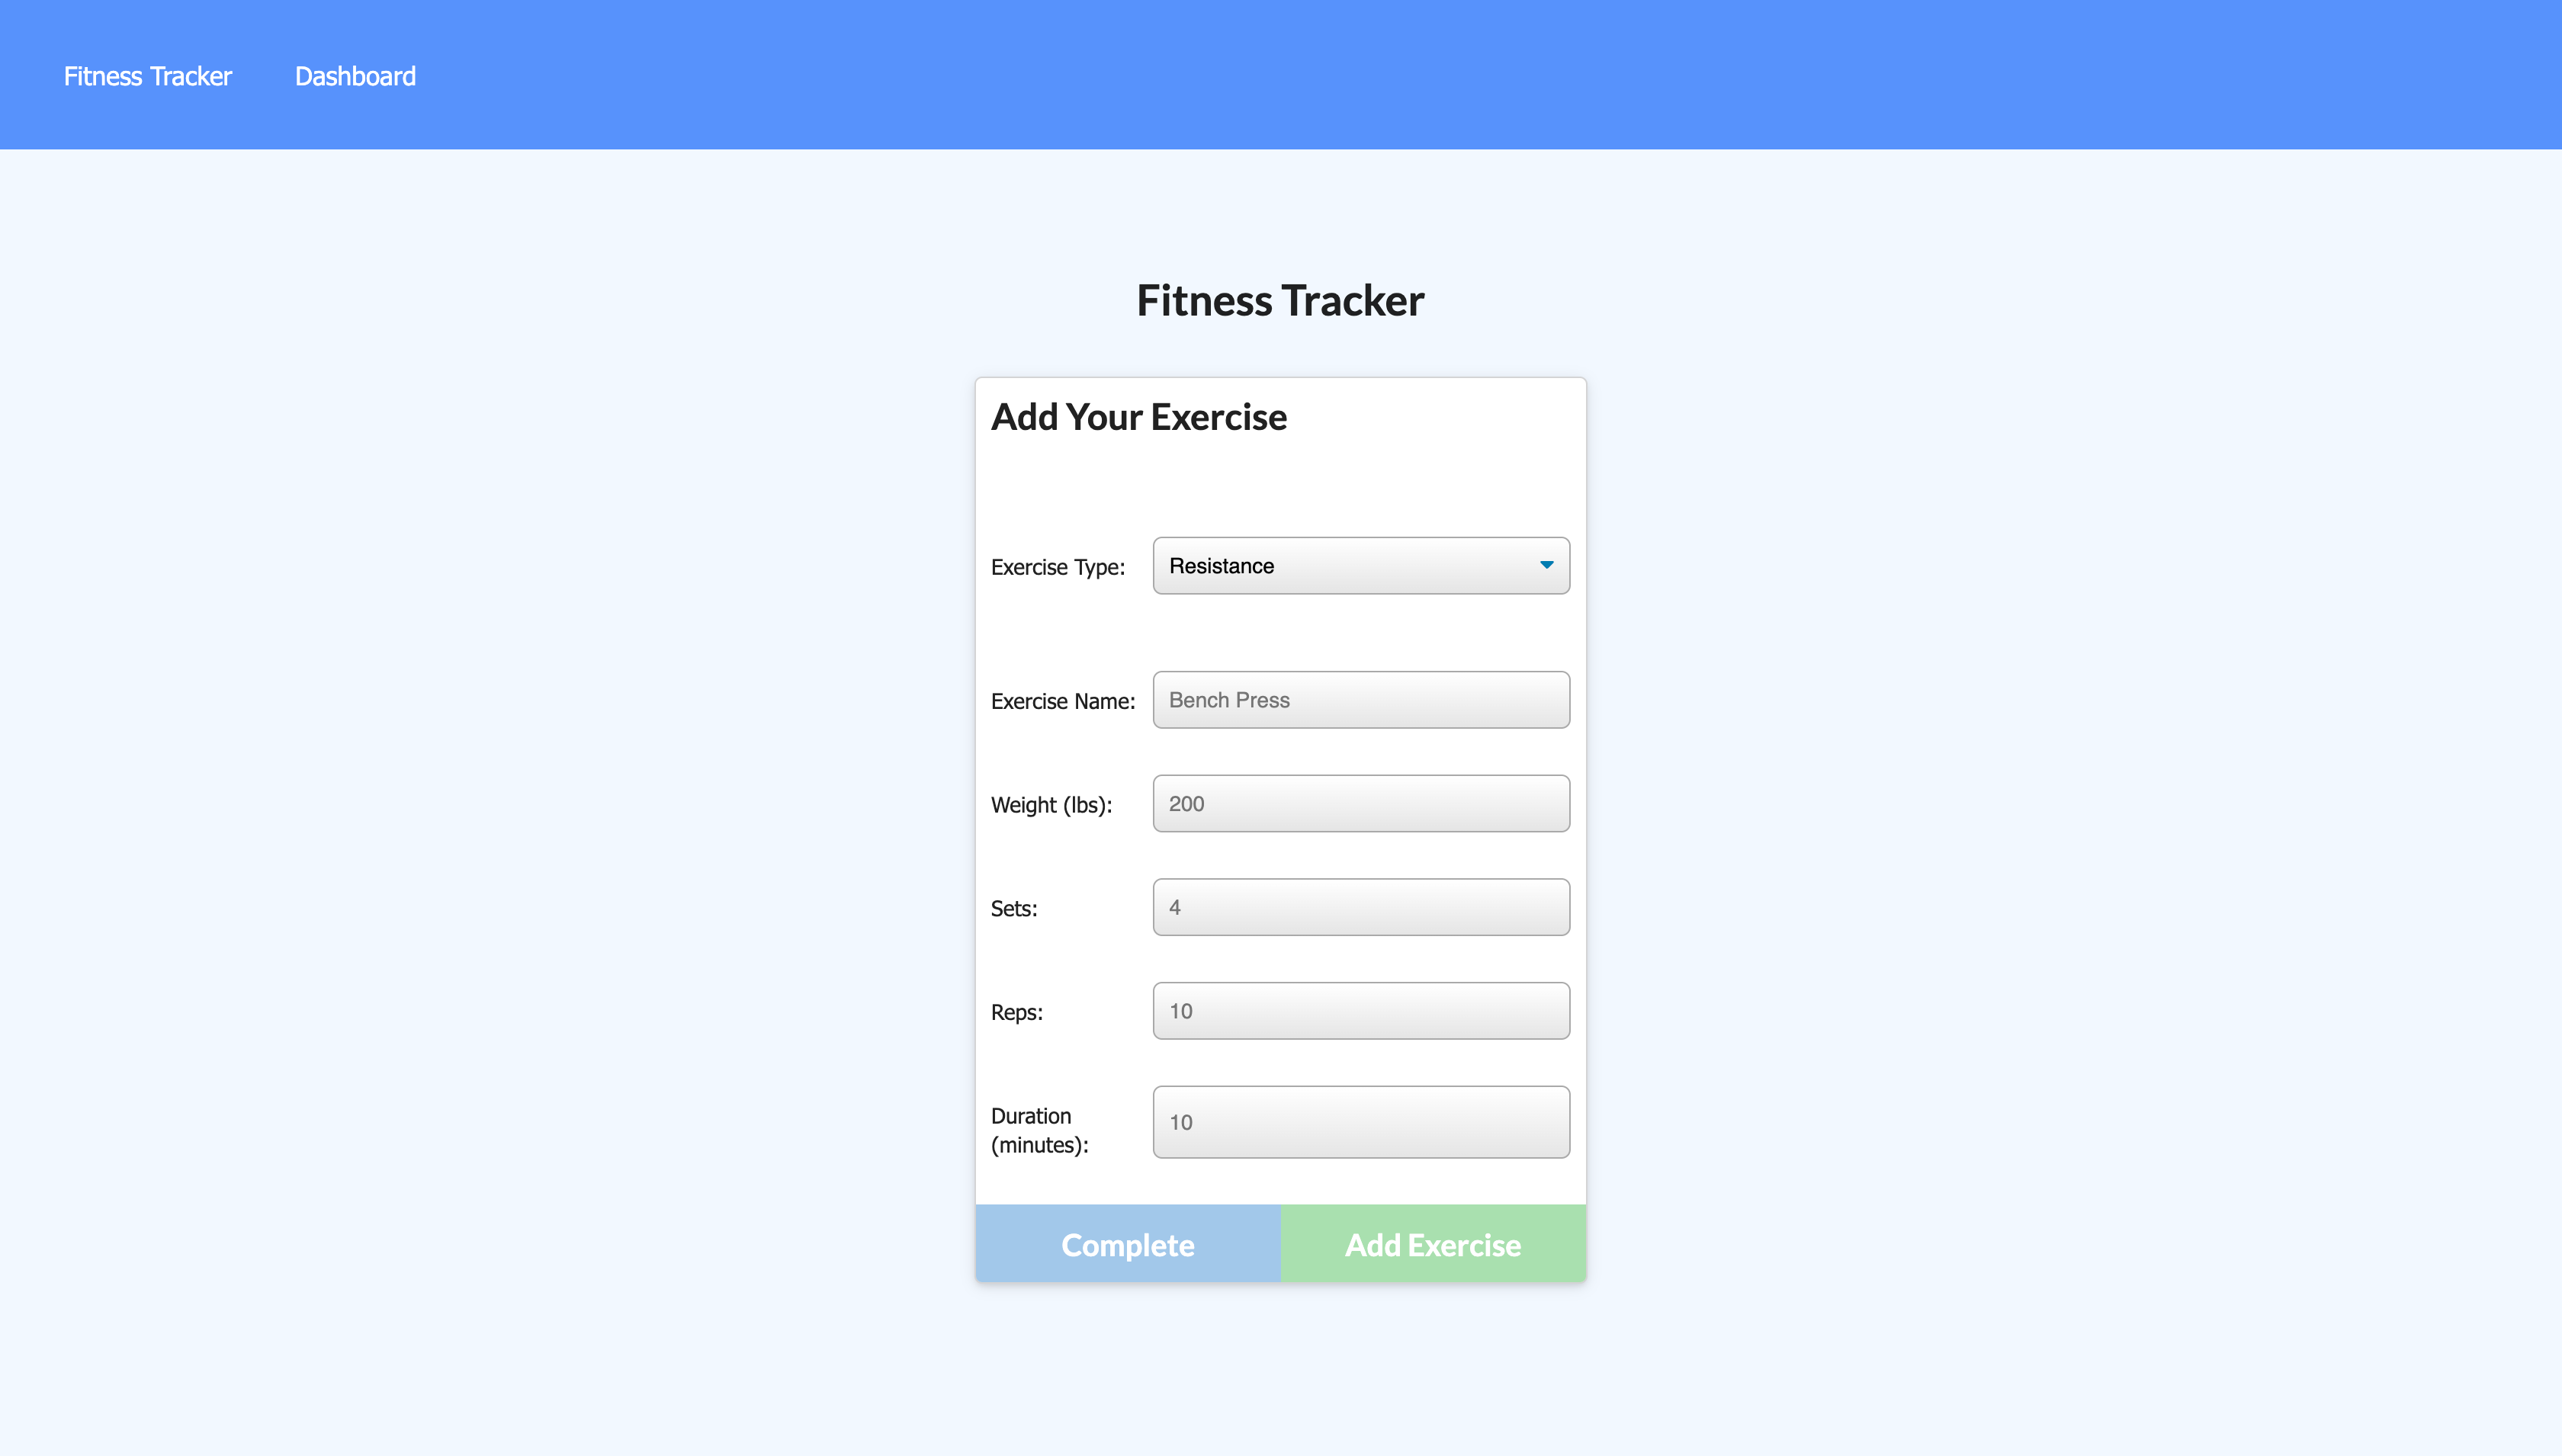 Fitness Tracker Dashboard
Fitness Tracker
Add Your Exercise
Exercise Type: Resistance
Exercise Name: Bench Press
Weight (lbs): 200
Sets: 4
Reps: 10
Duration
(minutes): 10
Complete Add Exercise